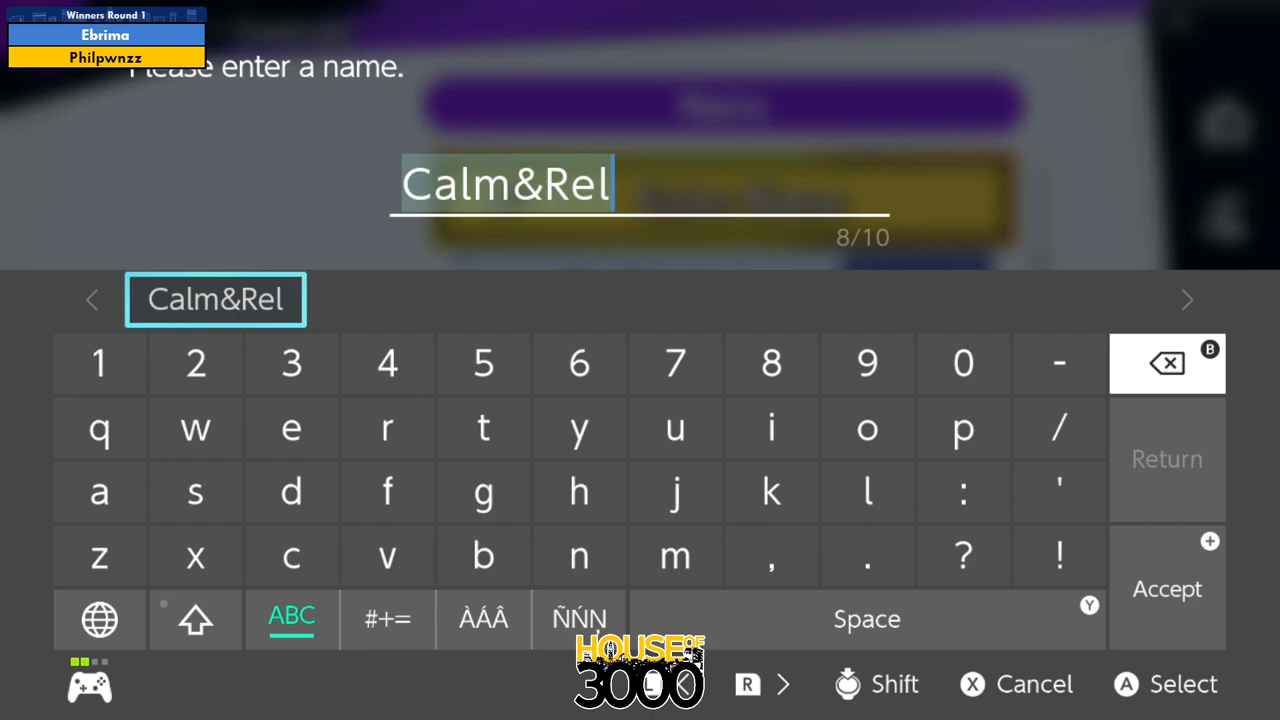 Winners Round 1
Ebrima
Philpwnzz
Please enter a name.
Calm&Rel
8/10
Calm&Rel
1 2 3 4 5 6 7 8 9 0 - B
q w e r t y u i o p / Return
a s d f g h j k l : '
z x c v b n m , . ? ! + Accept
ABC #+= ÀÁÂ ÑŃŅ Space Y
HOUSE OF
3000
L R Shift X Cancel A Select